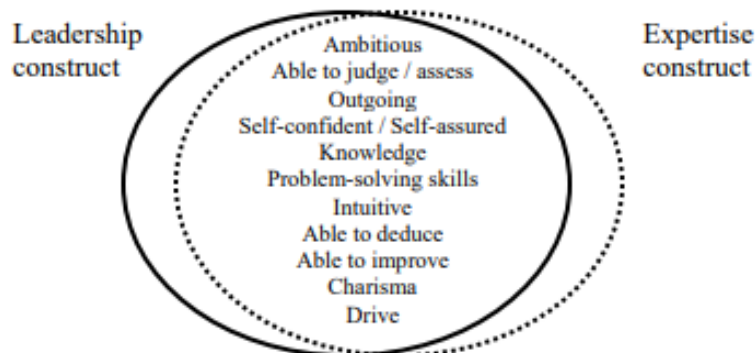 Leadership
construct
Expertise
construct
Ambitious
Able to judge / assess
Outgoing
Self-confident / Self-assured
Knowledge
Problem-solving skills
Intuitive
Able to deduce
Able to improve
Charisma
Drive